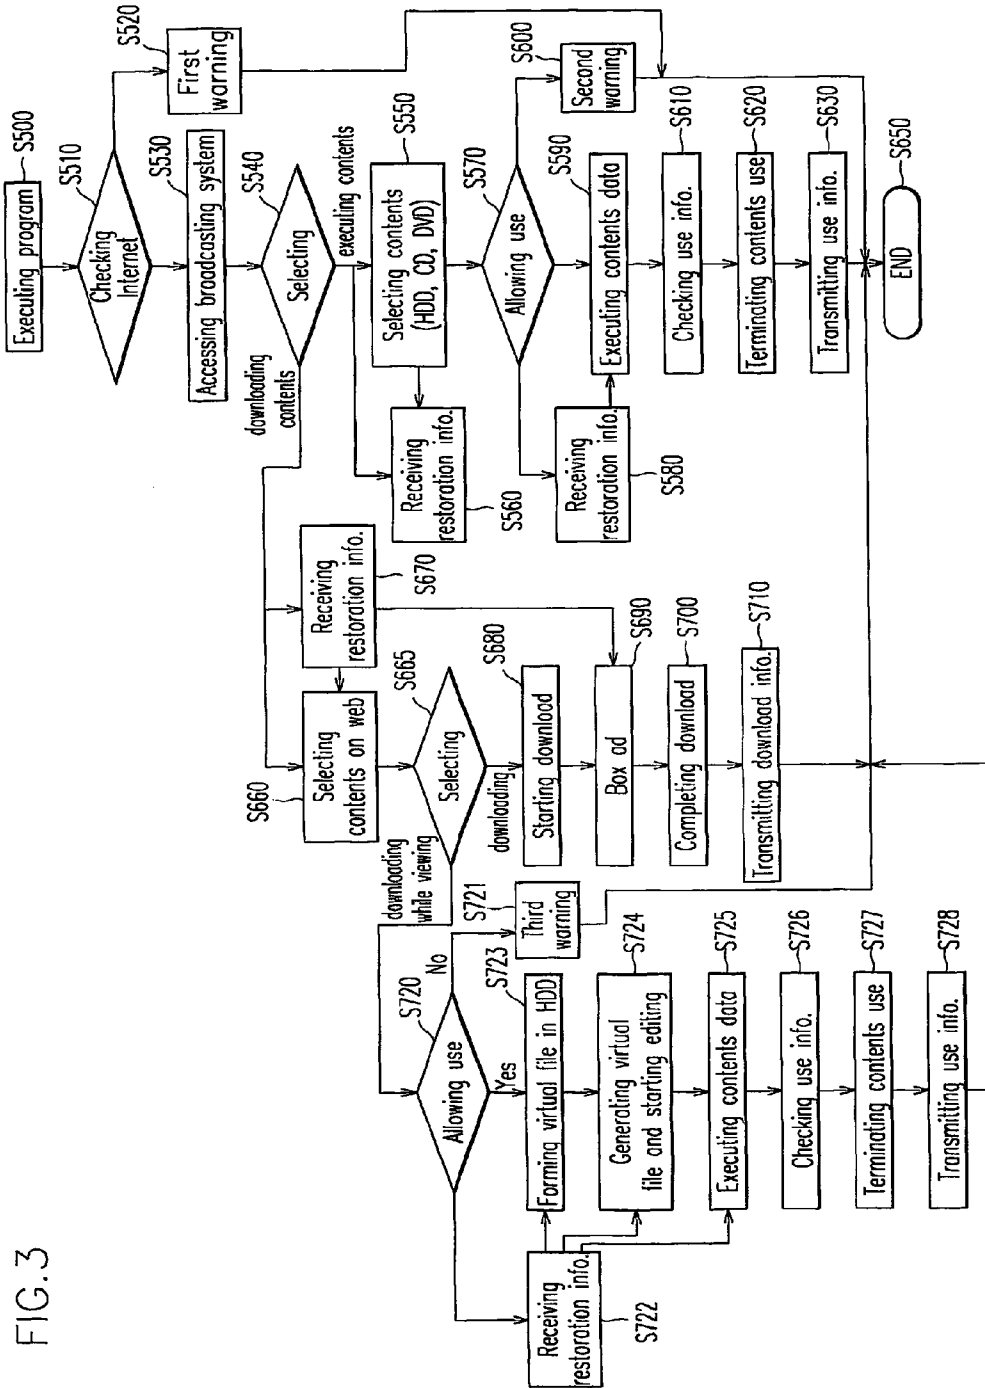 FIG.3
Executing program
S500
Checking
Internet
S510
First
warning
S520
Accessing broadcasting system
S530
Selecting
S540
downloading
contents
executing contents
Selecting contents
(HDD, CD, DVD)
S550
Receiving
restoration info.
S560
Allowing use
S570
Second
warning
S600
Receiving
restoration info.
S580
Executing contents data
S590
Checking use info.
S610
Terminating contents use
S620
Transmitting use info.
S630
END
S650
Receiving
restoration info.
S670
Selecting
contents on web
S660
Selecting
S665
downloading
while viewing
downloading
Starting download
S680
Box ad
S690
Completing download
S700
Transmitting download info.
S710
Allowing use
S720
No
Yes
Third
warning
S721
Receiving
restoration info.
S722
Forming virtual file in HDD
S723
Generating virtual
file and starting editing
S724
Executing contents data
S725
Checking use info.
S726
Terminating contents use
S727
Transmitting use info.
S728